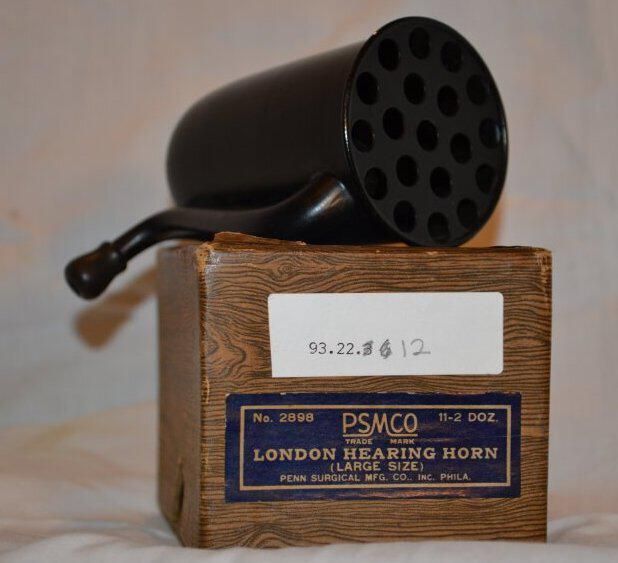 93.22.3612
No. 2898 PSMCO 11-2 DOZ.
TRADE MARK
LONDON HEARING HORN
(LARGE SIZE)
PENN SURGICAL MFG. CO., INC. PHILA.